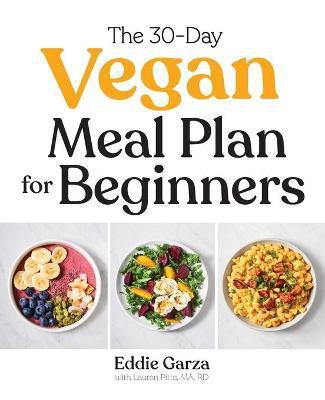 The 30-Day
Vegan
Meal Plan
for Beginners
Eddie Garza
with Lauren Pitts, MA, RD